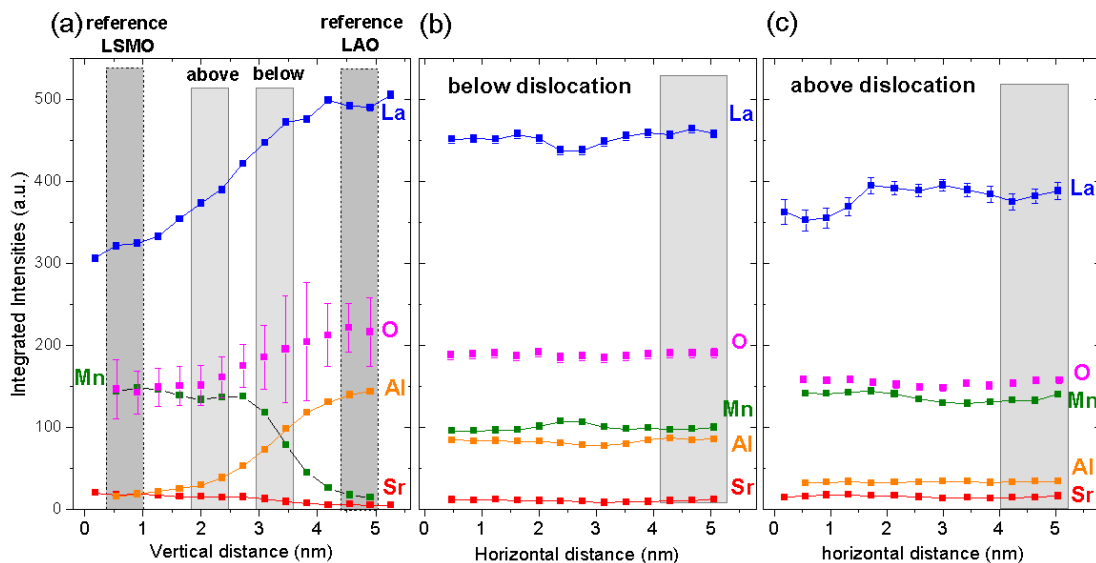 (a)
reference
LSMO
reference
LAO
above
below
La
O
Mn
Al
Sr
500
400
300
200
100
0
Integrated Intensities (a.u.)
0 1 2 3 4 5
Vertical distance (nm)
(b)
below dislocation
La
O
Mn
Al
Sr
0 1 2 3 4 5
Horizontal distance (nm)
(c)
above dislocation
La
O
Mn
Al
Sr
0 1 2 3 4 5
horizontal distance (nm)